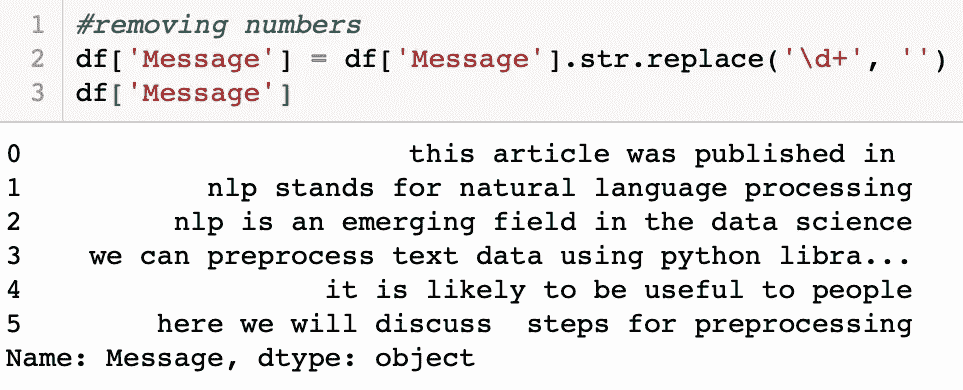 1 #removing numbers
2 df['Message'] = df['Message'].str.replace('\d+', '')
3 df['Message']
0 this article was published in
1 nlp stands for natural language processing
2 nlp is an emerging field in the data science
3 we can preprocess text data using python libra...
4 it is likely to be useful to people
5 here we will discuss  steps for preprocessing
Name: Message, dtype: object